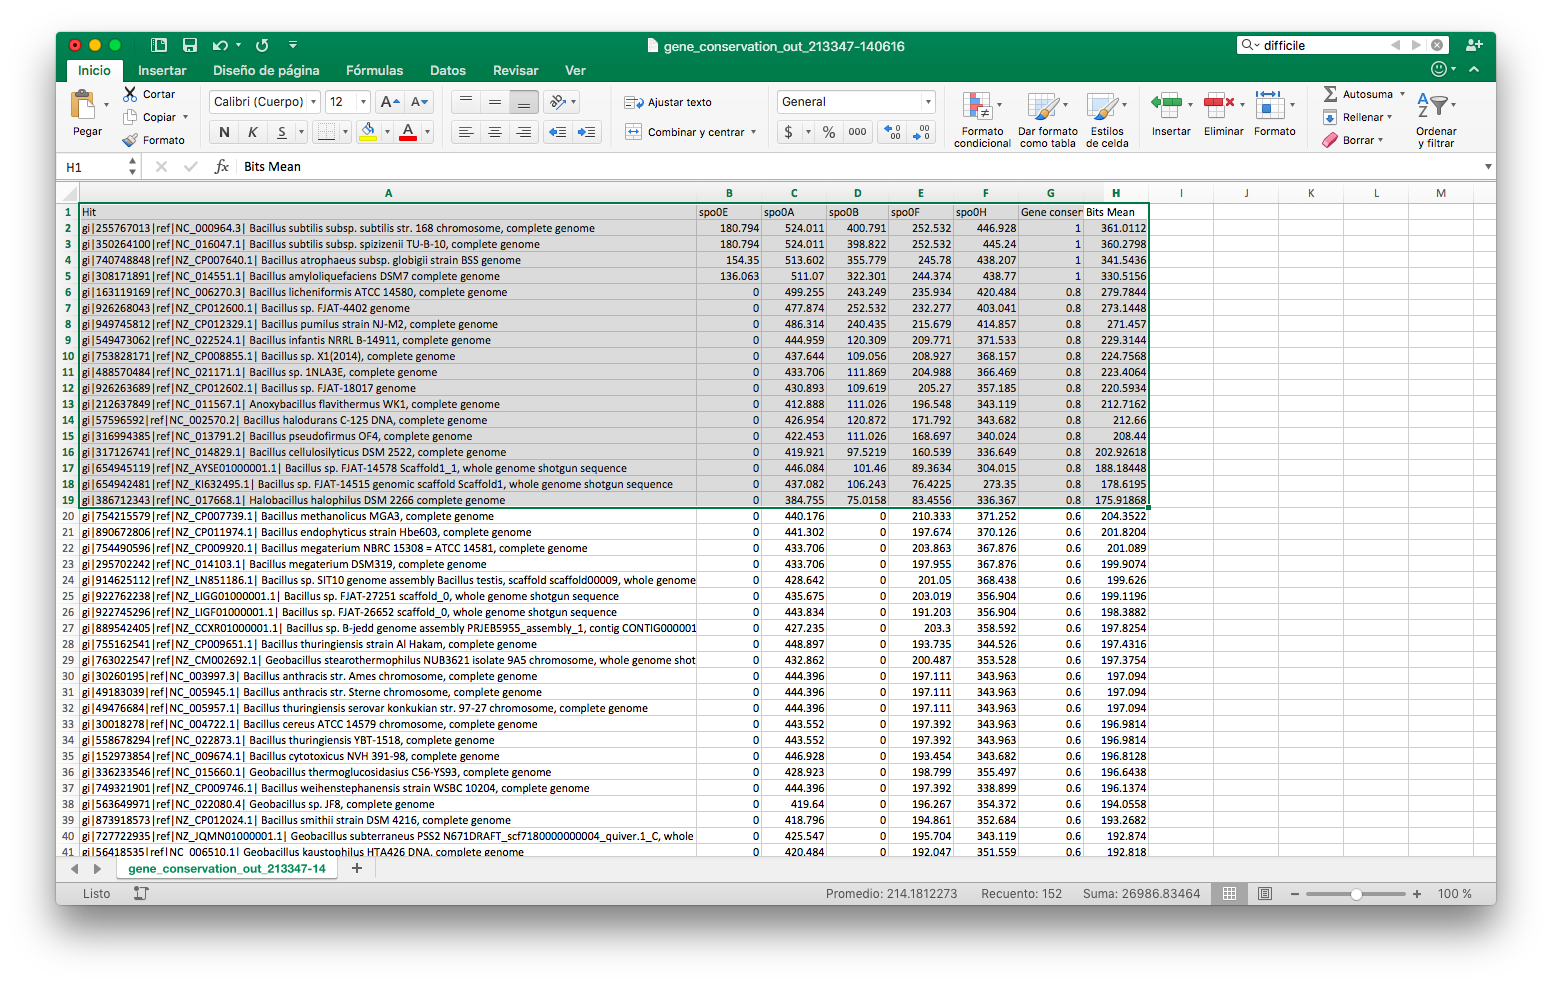 gene_conservation_out_213347-140616
difficile
Inicio Insertar Diseño de página Fórmulas Datos Revisar Ver
Pegar
Cortar
Copiar
Formato
Calibri (Cuerpo) 12 A A
N K S A
Ajustar texto
Combinar y centrar
General
$ % 000
Formato condicional
Dar formato como tabla
Estilos de celda
Insertar
Eliminar
Formato
Autosuma
Rellenar
Borrar
Ordenar y filtrar
H1 fx Bits Mean
A B C D E F G H I J K L M
1 Hit spo0E spo0A spo0B spo0F spo0H Gene conser Bits Mean
2 gi|255767013|ref|NC_000964.3| Bacillus subtilis subsp. subtilis str. 168 chromosome, complete genome 180.794 524.011 400.791 252.532 446.928 1 361.0112
3 gi|350264100|ref|NC_016047.1| Bacillus subtilis subsp. spizizenii TU-B-10, complete genome 180.794 524.011 398.822 252.532 445.24 1 360.2798
4 gi|740748848|ref|NZ_CP007640.1| Bacillus atrophaeus subsp. globigii strain BSS genome 154.35 513.602 355.779 245.78 438.207 1 341.5436
5 gi|308171891|ref|NC_014551.1| Bacillus amyloliquefaciens DSM7 complete genome 136.063 511.07 322.301 244.374 438.77 1 330.5156
6 gi|163119169|ref|NC_006270.3| Bacillus licheniformis ATCC 14580, complete genome 0 499.255 243.249 235.934 420.484 0.8 279.7844
7 gi|926268043|ref|NZ_CP012600.1| Bacillus sp. FJAT-4402 genome 0 477.874 252.532 232.277 403.041 0.8 273.1448
8 gi|949745812|ref|NZ_CP012329.1| Bacillus pumilus strain NJ-M2, complete genome 0 486.314 240.435 215.679 414.857 0.8 271.457
9 gi|549473062|ref|NC_022524.1| Bacillus infantis NRRL B-14911, complete genome 0 444.959 120.309 209.771 371.533 0.8 229.3144
10 gi|753828171|ref|NZ_CP008855.1| Bacillus sp. X1(2014), complete genome 0 437.644 109.056 208.927 368.157 0.8 224.7568
11 gi|488570484|ref|NC_021171.1| Bacillus sp. 1NLA3E, complete genome 0 433.706 111.869 204.988 366.469 0.8 223.4064
12 gi|926263689|ref|NZ_CP012602.1| Bacillus sp. FJAT-18017 genome 0 430.893 109.619 205.27 357.185 0.8 220.5934
13 gi|212637849|ref|NC_011567.1| Anoxybacillus flavithermus WK1, complete genome 0 412.888 111.026 196.548 343.119 0.8 212.7162
14 gi|57596592|ref|NC_002570.2| Bacillus halodurans C-125 DNA, complete genome 0 426.954 120.872 171.792 343.682 0.8 212.66
15 gi|316994385|ref|NC_013791.2| Bacillus pseudofirmus OF4, complete genome 0 422.453 111.026 168.697 340.024 0.8 208.44
16 gi|317126741|ref|NC_014829.1| Bacillus cellulosilyticus DSM 2522, complete genome 0 419.921 97.5219 160.539 336.649 0.8 202.92618
17 gi|654945119|ref|NZ_AYSE01000001.1| Bacillus sp. FJAT-14578 Scaffold1_1, whole genome shotgun sequence 0 446.084 101.46 89.3634 304.015 0.8 188.18448
18 gi|654942481|ref|NZ_KI632495.1| Bacillus sp. FJAT-14515 genomic scaffold Scaffold1, whole genome shotgun sequence 0 437.082 106.243 76.4225 273.35 0.8 178.6195
19 gi|386712343|ref|NC_017668.1| Halobacillus halophilus DSM 2266 complete genome 0 384.755 75.0158 83.4556 336.367 0.8 175.91868
20 gi|754215579|ref|NZ_CP007739.1| Bacillus methanolicus MGA3, complete genome 0 440.176 0 210.333 371.252 0.6 204.3522
21 gi|890672806|ref|NZ_CP011974.1| Bacillus endophyticus strain Hbe603, complete genome 0 441.302 0 197.674 370.126 0.6 201.8204
22 gi|754490596|ref|NZ_CP009920.1| Bacillus megaterium NBRC 15308 = ATCC 14581, complete genome 0 433.706 0 203.863 367.876 0.6 201.089
23 gi|295702242|ref|NC_014103.1| Bacillus megaterium DSM319, complete genome 0 433.706 0 197.955 367.876 0.6 199.9074
24 gi|914625112|ref|NZ_LN851186.1| Bacillus sp. SIT10 genome assembly Bacillus testis, scaffold scaffold00009, whole genome 0 428.642 0 201.05 368.438 0.6 199.626
25 gi|922762238|ref|NZ_LIGG01000001.1| Bacillus sp. FJAT-27251 scaffold_0, whole genome shotgun sequence 0 435.675 0 203.019 356.904 0.6 199.1196
26 gi|922745296|ref|NZ_LIGF01000001.1| Bacillus sp. FJAT-26652 scaffold_0, whole genome shotgun sequence 0 443.834 0 191.203 356.904 0.6 198.3882
27 gi|889542405|ref|NZ_CCXR01000001.1| Bacillus sp. B-jedd genome assembly PRJEB5955_assembly_1, contig CONTIG000001 0 427.235 0 203.3 358.592 0.6 197.8254
28 gi|755162541|ref|NZ_CP009651.1| Bacillus thuringiensis strain Al Hakam, complete genome 0 448.897 0 193.735 344.526 0.6 197.4316
29 gi|763022547|ref|NZ_CM002692.1| Geobacillus stearothermophilus NUB3621 isolate 9A5 chromosome, whole genome shot 0 432.862 0 200.487 353.528 0.6 197.3754
30 gi|30260195|ref|NC_003997.3| Bacillus anthracis str. Ames chromosome, complete genome 0 444.396 0 197.111 343.963 0.6 197.094
31 gi|49183039|ref|NC_005945.1| Bacillus anthracis str. Sterne chromosome, complete genome 0 444.396 0 197.111 343.963 0.6 197.094
32 gi|49476684|ref|NC_005957.1| Bacillus thuringiensis serovar konkukian str. 97-27 chromosome, complete genome 0 444.396 0 197.111 343.963 0.6 197.094
33 gi|30018278|ref|NC_004722.1| Bacillus cereus ATCC 14579 chromosome, complete genome 0 443.552 0 197.392 343.963 0.6 196.9814
34 gi|558678294|ref|NC_022873.1| Bacillus thuringiensis YBT-1518, complete genome 0 443.552 0 197.392 343.963 0.6 196.9814
35 gi|152973854|ref|NC_009674.1| Bacillus cytotoxicus NVH 391-98, complete genome 0 446.928 0 193.454 343.682 0.6 196.8128
36 gi|336233546|ref|NC_015660.1| Geobacillus thermoglucosidasius C56-YS93, complete genome 0 428.923 0 198.799 355.497 0.6 196.6438
37 gi|749321901|ref|NZ_CP009746.1| Bacillus weihenstephanensis strain WSBC 10204, complete genome 0 444.396 0 197.392 338.899 0.6 196.1374
38 gi|563649971|ref|NC_022080.4| Geobacillus sp. JF8, complete genome 0 419.64 0 196.267 354.372 0.6 194.0558
39 gi|873918573|ref|NZ_CP012024.1| Bacillus smithii strain DSM 4216, complete genome 0 418.796 0 194.861 352.684 0.6 193.2682
40 gi|727722935|ref|NZ_JQMN01000001.1| Geobacillus subterraneus PSS2 N671DRAFT_scf7180000000004_quiver.1_C, whole 0 425.547 0 195.704 343.119 0.6 192.874
41 gi|56418535|ref|NC_006510.1| Geobacillus kaustophilus HTA426 DNA, complete genome 0 420.484 0 192.047 351.559 0.6 192.818
gene_conservation_out_213347-14 +
Listo Promedio: 214.1812273 Recuento: 152 Suma: 26986.83464 100 %